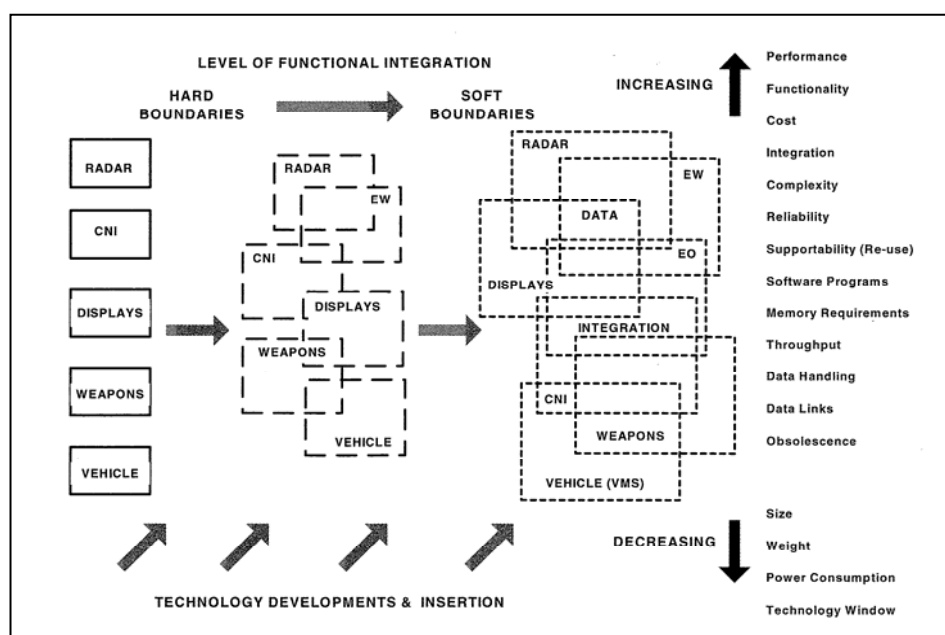 LEVEL OF FUNCTIONAL INTEGRATION
HARD
BOUNDARIES
SOFT
BOUNDARIES
RADAR
CNI
DISPLAYS
WEAPONS
VEHICLE
RADAR
EW
CNI
DISPLAYS
WEAPONS
VEHICLE
RADAR
EW
DATA
EO
DISPLAYS
INTEGRATION
CNI
WEAPONS
VEHICLE (VMS)
TECHNOLOGY DEVELOPMENTS & INSERTION
INCREASING
Performance
Functionality
Cost
Integration
Complexity
Reliability
Supportability (Re-use)
Software Programs
Memory Requirements
Throughput
Data Handling
Data Links
Obsolescence
DECREASING
Size
Weight
Power Consumption
Technology Window